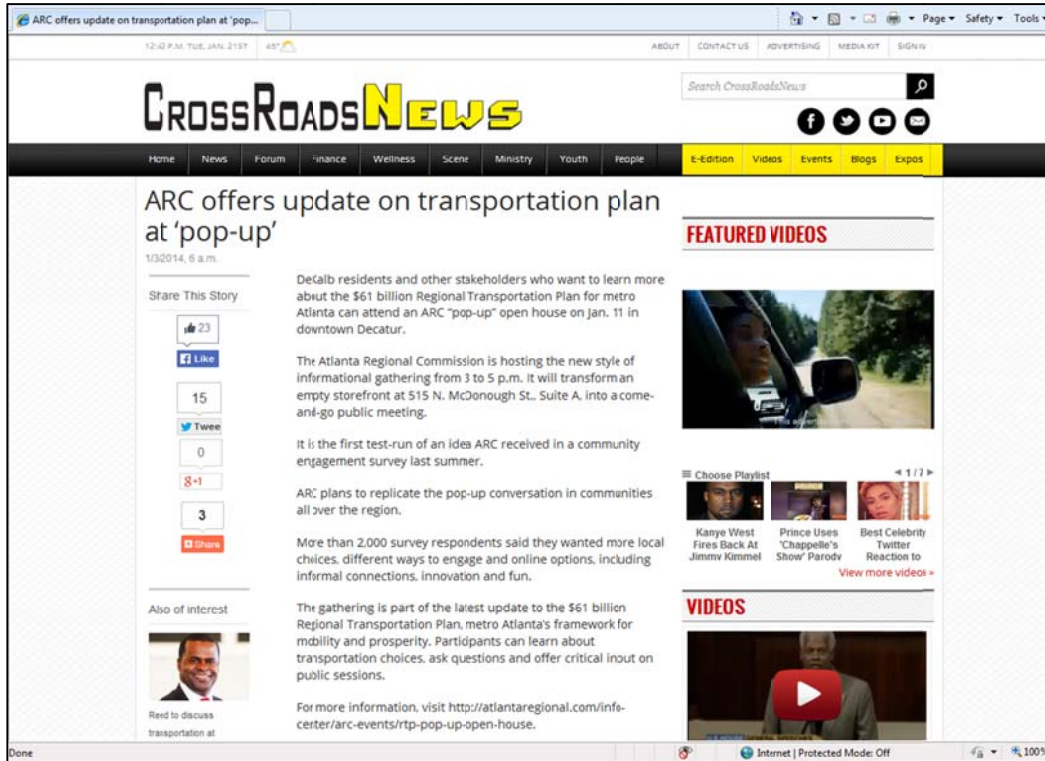 ARC offers update on transportation plan at 'pop...
Page
Safety
Tools
12:43 P.M. TUE, JAN. 21ST
45°
ABOUT
CONTACT US
ADVERTISING
MEDIA KIT
SIGN IN
CROSSROADSNEWS
Search CrossRoadsNews
Home
News
Forum
Finance
Wellness
Scene
Ministry
Youth
People
E-Edition
Videos
Events
Blogs
Expos
ARC offers update on transportation plan
at 'pop-up'
1/3/2014, 6 a.m.
Share This Story
23
Like
15
Twee
0
g+1
3
Share
Also of interest
Reed to discuss
transportation at
DeKalb residents and other stakeholders who want to learn more
about the $61 billion Regional Transportation Plan for metro
Atlanta can attend an ARC "pop-up" open house on Jan. 11 in
downtown Decatur.
The Atlanta Regional Commission is hosting the new style of
informational gathering from 3 to 5 p.m. It will transform an
empty storefront at 515 N. McDonough St., Suite A, into a come-
and-go public meeting.
It is the first test-run of an idea ARC received in a community
engagement survey last summer.
ARC plans to replicate the pop-up conversation in communities
all over the region.
More than 2,000 survey respondents said they wanted more local
choices, different ways to engage and online options, including
informal connections, innovation and fun.
The gathering is part of the latest update to the $61 billion
Regional Transportation Plan, metro Atlanta's framework for
mobility and prosperity. Participants can learn about
transportation choices, ask questions and offer critical input on
public sessions.
For more information, visit http://atlantaregional.com/info-
center/arc-events/rtp-pop-up-open-house.
FEATURED VIDEOS
Choose Playlist
1 / 7
Kanye West
Fires Back At
Jimmy Kimmel
Prince Uses
'Chappelle's
Show' Parody
Best Celebrity
Twitter
Reaction to
View more videos »
VIDEOS
Done
Internet | Protected Mode: Off
100%